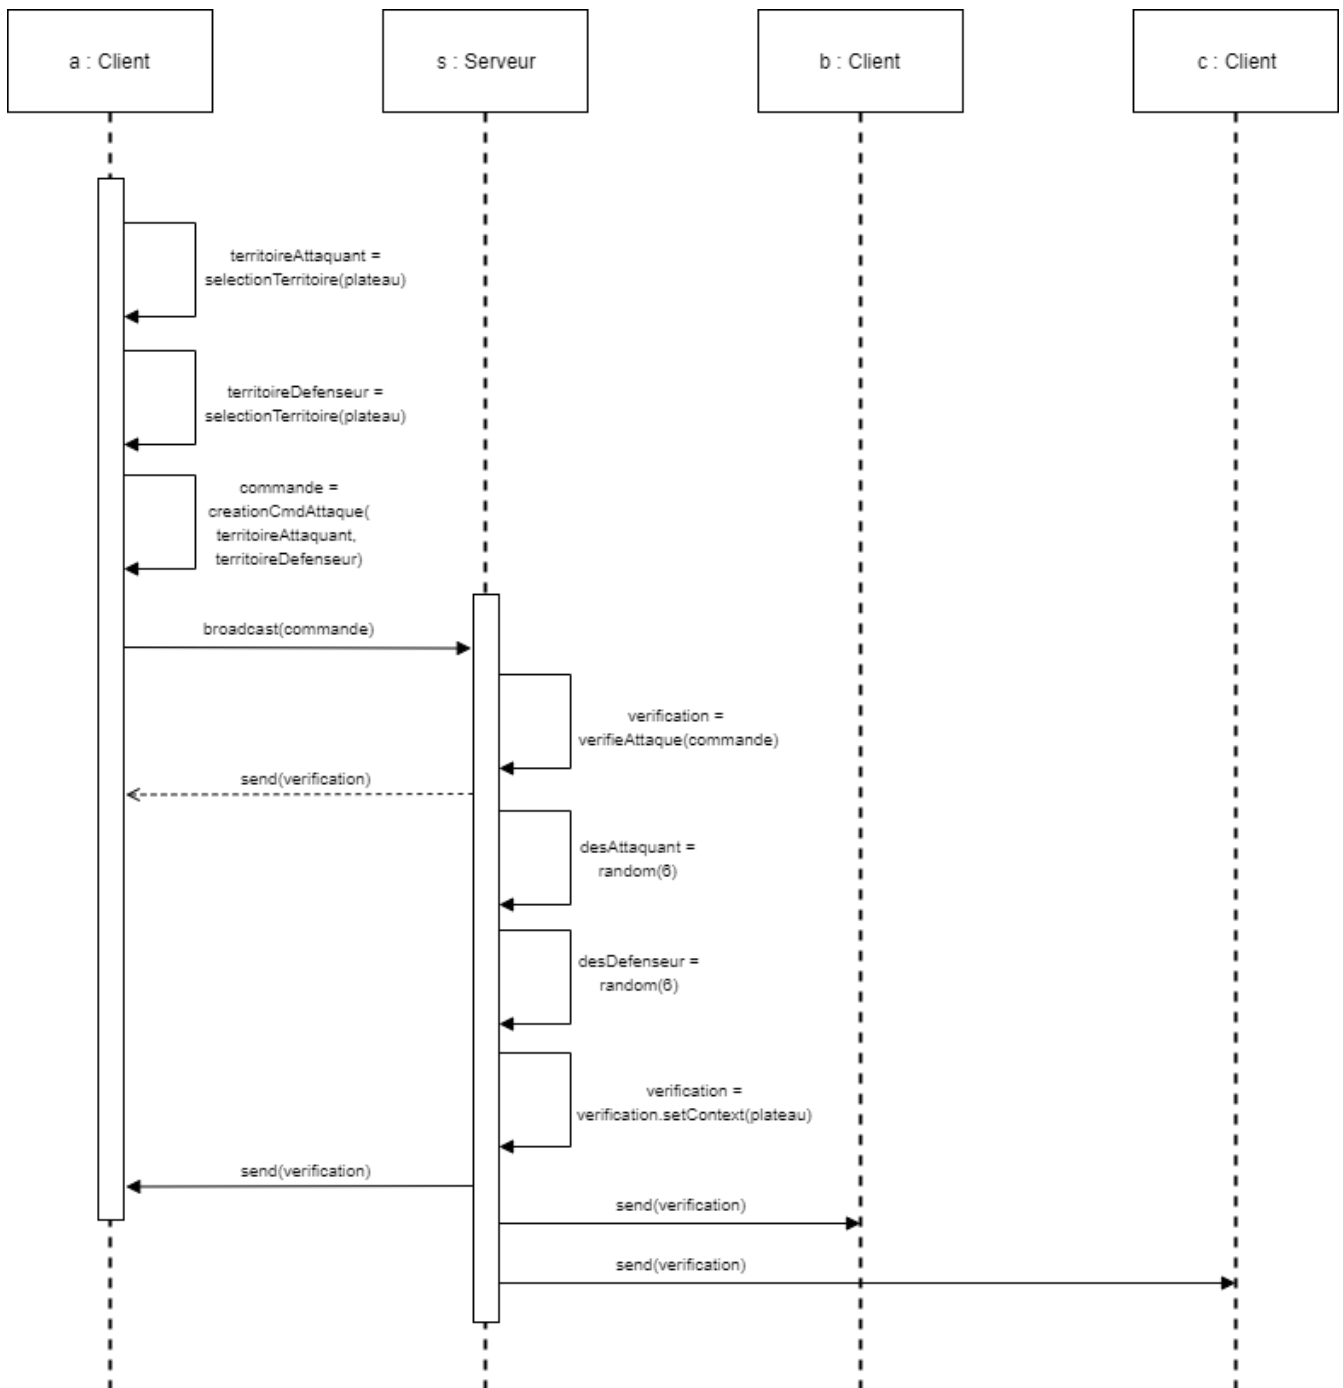 a : Client
s : Serveur
b : Client
c : Client
territoireAttaquant =
selectionTerritoire(plateau)
territoireDefenseur =
selectionTerritoire(plateau)
commande =
creationCmdAttaque(
territoireAttaquant,
territoireDefenseur)
broadcast(commande)
verification =
verifieAttaque(commande)
send(verification)
desAttaquant =
random(6)
desDefenseur =
random(6)
verification =
verification.setContext(plateau)
send(verification)
send(verification)
send(verification)